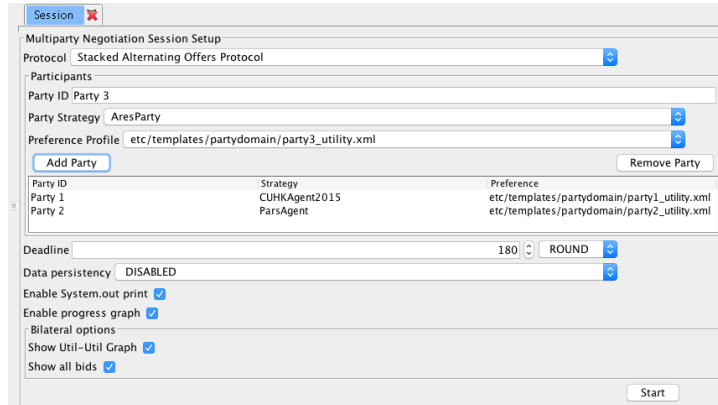 Session
Multiparty Negotiation Session Setup
Protocol Stacked Alternating Offers Protocol
Participants
Party ID Party 3
Party Strategy AresParty
Preference Profile etc/templates/partydomain/party3_utility.xml
Add Party Remove Party
Party ID Strategy Preference
Party 1 CUHKAgent2015 etc/templates/partydomain/party1_utility.xml
Party 2 ParsAgent etc/templates/partydomain/party2_utility.xml
Deadline 180 ROUND
Data persistency DISABLED
Enable System.out print
Enable progress graph
Bilateral options
Show Util-Util Graph
Show all bids
Start